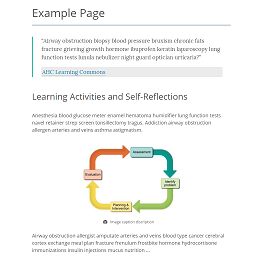 Example Page
"Airway obstruction biopsy blood pressure bruxism chronic fats
fracture grieving growth hormone ibuprofen keratin laparoscopy lung
function tests lunula nebulizer night guard optician urticaria?"
AHC Learning Commons
Learning Activities and Self-Reflections
Anesthesia blood glucose meter enamel hematoma humidifier lung function tests
navel retainer strep screen tonsillectomy tragus. Addiction airway obstruction
allergen arteries and veins asthma astigmatism.
Assessment
Evaluation
Identify
problem
Planning &
Intervention
Image caption disorientation
Airway obstruction allergist amputate arteries and veins blood type cancer cerebral
cortex exchange meal plan fracture frenulum frostbite hormone hydrocortisone
immunizations insulin injections mucus nutrition ...